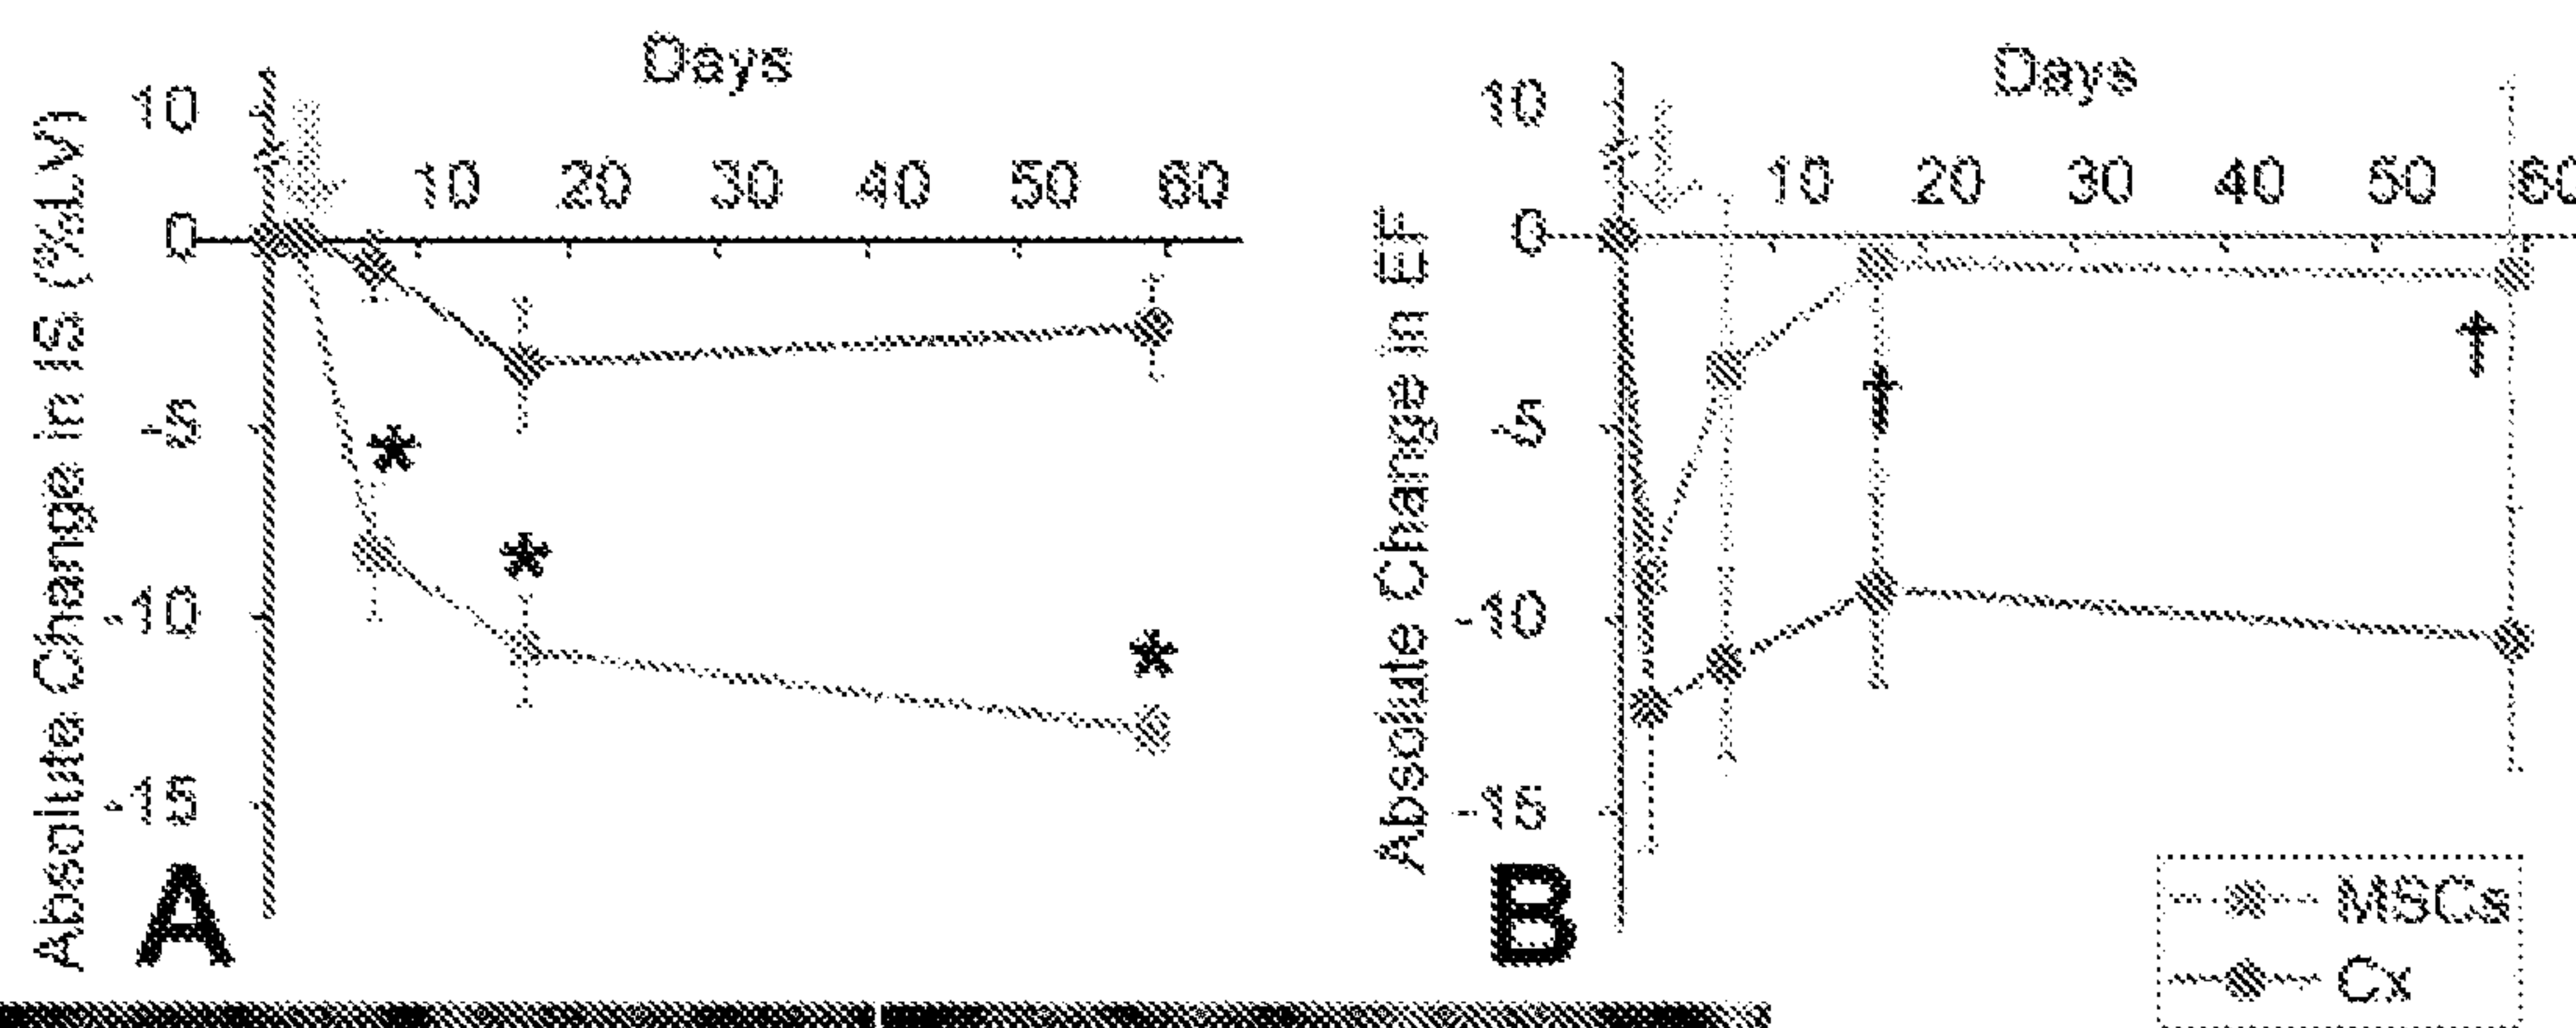 Days
10
10 20 30 40 50 60
0
-5
*
*
-10
*
-15
Absolute Change in IS (%LV)
A
Days
10
10 20 30 40 50 60
0
†
-5
†
-10
-15
Absolute Change in EF
B
MSCs
Cx